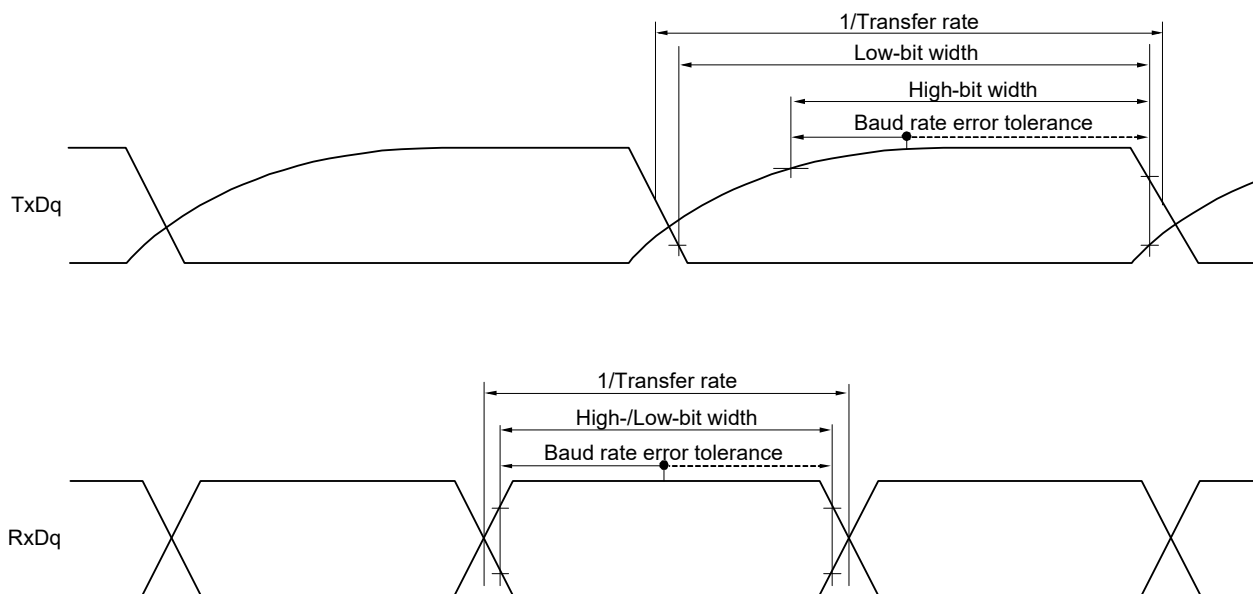 1/Transfer rate
Low-bit width
High-bit width
Baud rate error tolerance
TxDq
1/Transfer rate
High-/Low-bit width
Baud rate error tolerance
RxDq